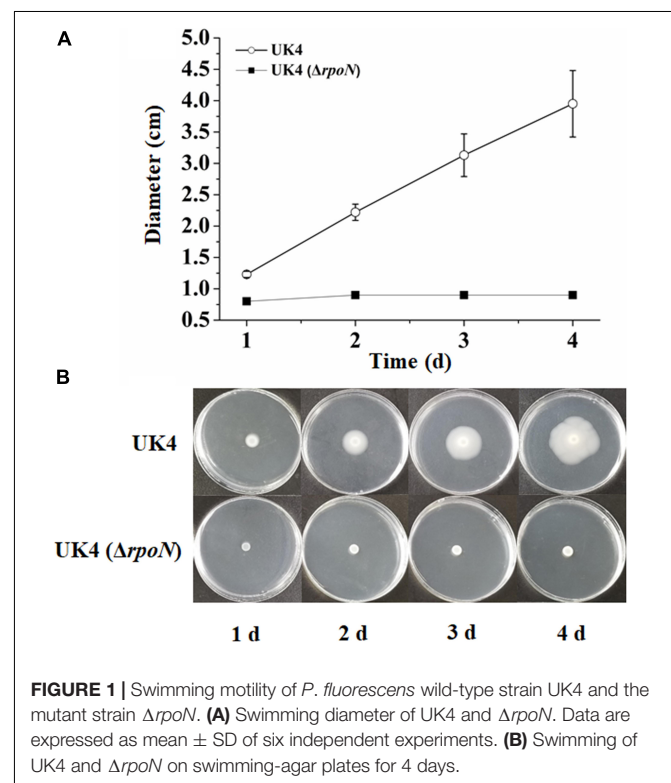 A
5.0
4.5
4.0
3.5
3.0
2.5
2.0
1.5
1.0
0.5
Diameter (cm)
UK4
UK4 (ΔrpoN)
1 2 3 4
Time (d)
B
UK4
UK4 (ΔrpoN)
1 d 2 d 3 d 4 d
FIGURE 1 | Swimming motility of P. fluorescens wild-type strain UK4 and the
mutant strain ΔrpoN. (A) Swimming diameter of UK4 and ΔrpoN. Data are
expressed as mean ± SD of six independent experiments. (B) Swimming of
UK4 and ΔrpoN on swimming-agar plates for 4 days.